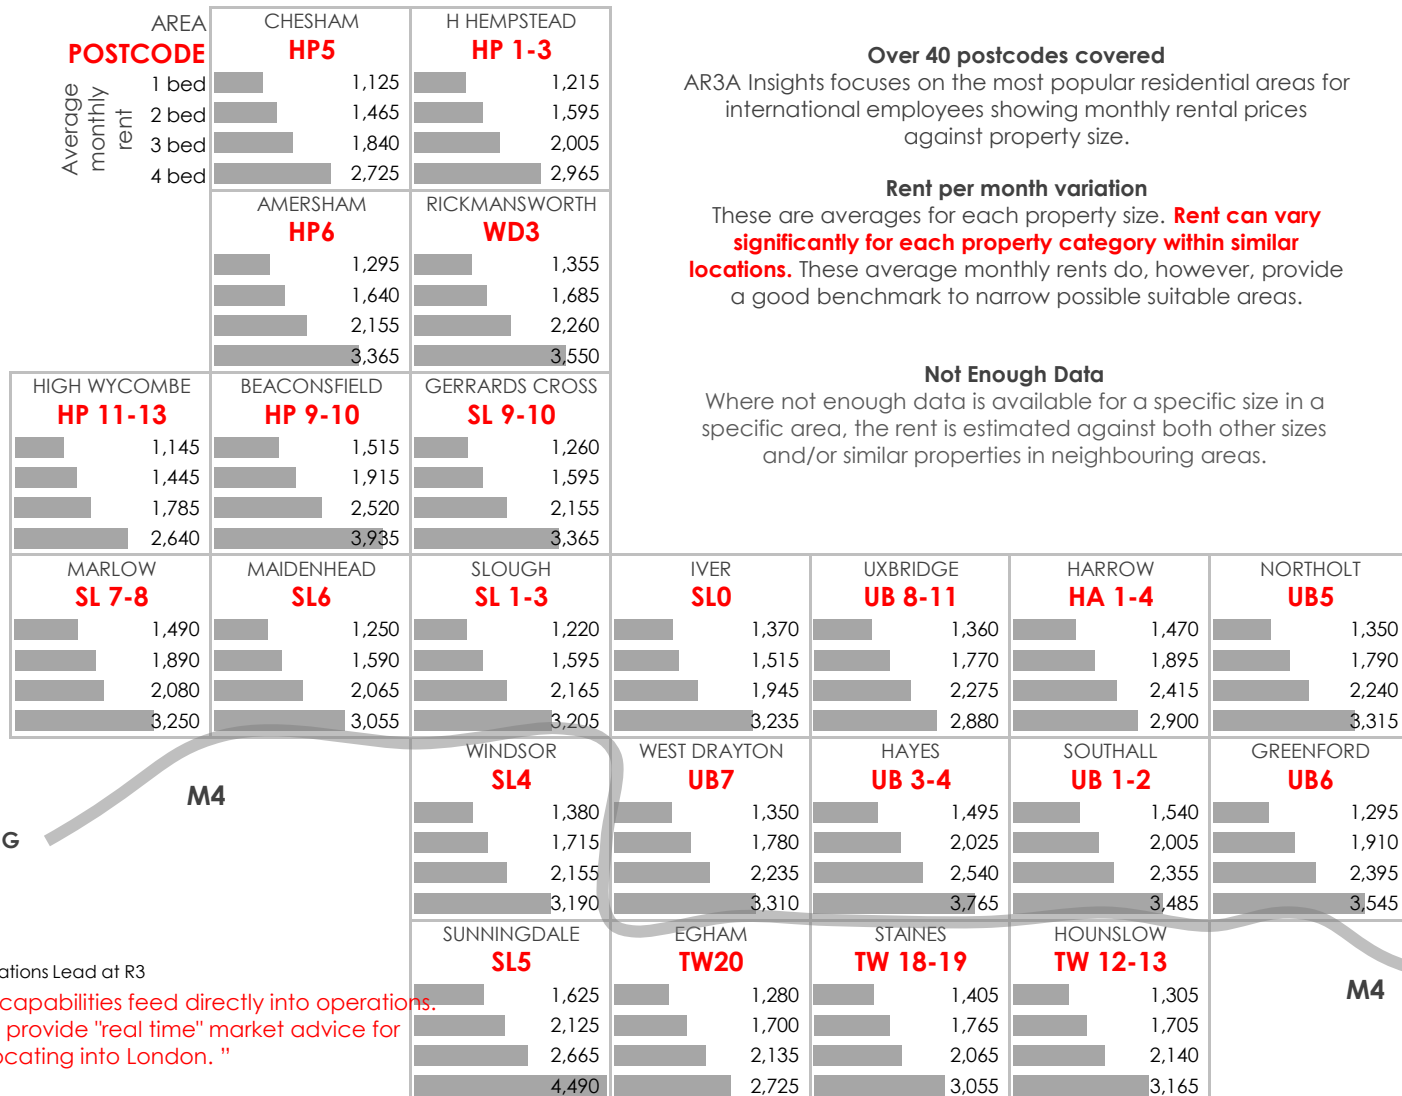 AREA
POSTCODE
Average
monthly
rent
1 bed
2 bed
3 bed
4 bed
CHESHAM
HP5
1,125
1,465
1,840
2,725
H HEMPSTEAD
HP 1-3
1,215
1,595
2,005
2,965
Over 40 postcodes covered
AR3A Insights focuses on the most popular residential areas for
international employees showing monthly rental prices
against property size.
Rent per month variation
These are averages for each property size. Rent can vary
significantly for each property category within similar
locations. These average monthly rents do, however, provide
a good benchmark to narrow possible suitable areas.
Not Enough Data
Where not enough data is available for a specific size in a
specific area, the rent is estimated against both other sizes
and/or similar properties in neighbouring areas.
AMERSHAM
HP6
1,295
1,640
2,155
3,365
RICKMANSWORTH
WD3
1,355
1,685
2,260
3,550
HIGH WYCOMBE
HP 11-13
1,145
1,445
1,785
2,640
BEACONSFIELD
HP 9-10
1,515
1,915
2,520
3,935
GERRARDS CROSS
SL 9-10
1,260
1,595
2,155
3,365
MARLOW
SL 7-8
1,490
1,890
2,080
3,250
MAIDENHEAD
SL6
1,250
1,590
2,065
3,055
SLOUGH
SL 1-3
1,220
1,595
2,165
3,205
IVER
SL0
1,370
1,515
1,945
3,235
UXBRIDGE
UB 8-11
1,360
1,770
2,275
2,880
HARROW
HA 1-4
1,470
1,895
2,415
2,900
NORTHOLT
UB5
1,350
1,790
2,240
3,315
M4
G
WINDSOR
SL4
1,380
1,715
2,155
3,190
WEST DRAYTON
UB7
1,350
1,780
2,235
3,310
HAYES
UB 3-4
1,495
2,025
2,540
3,765
SOUTHALL
UB 1-2
1,540
2,005
2,355
3,485
GREENFORD
UB6
1,295
1,910
2,395
3,545
ations Lead at R3
capabilities feed directly into operations.
provide "real time" market advice for
ocating into London. ”
SUNNINGDALE
SL5
1,625
2,125
2,665
4,490
EGHAM
TW20
1,280
1,700
2,135
2,725
STAINES
TW 18-19
1,405
1,765
2,065
3,055
HOUNSLOW
TW 12-13
1,305
1,705
2,140
3,165
M4